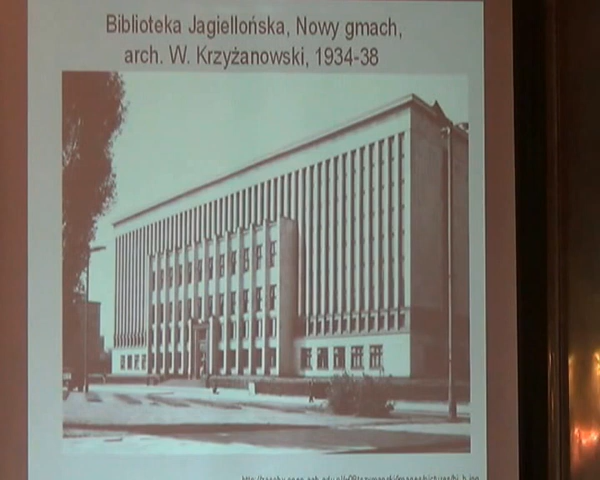 Biblioteka Jagiellońska, Nowy gmach,
arch. W. Krzyżanowski, 1934-38